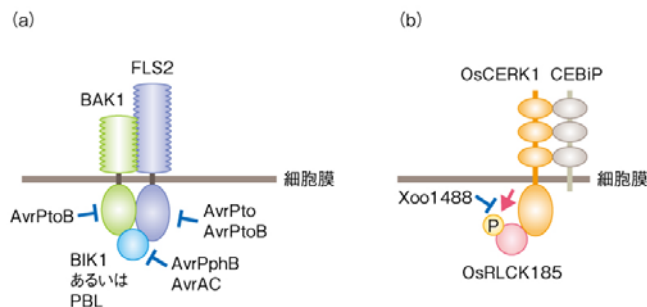 (a)
FLS2
BAK1
細胞膜
AvrPtoB
AvrPto
AvrPtoB
BIK1
あるいは
PBL
AvrPphB
AvrAC
(b)
OsCERK1 CEBiP
細胞膜
Xoo1488
P
OsRLCK185